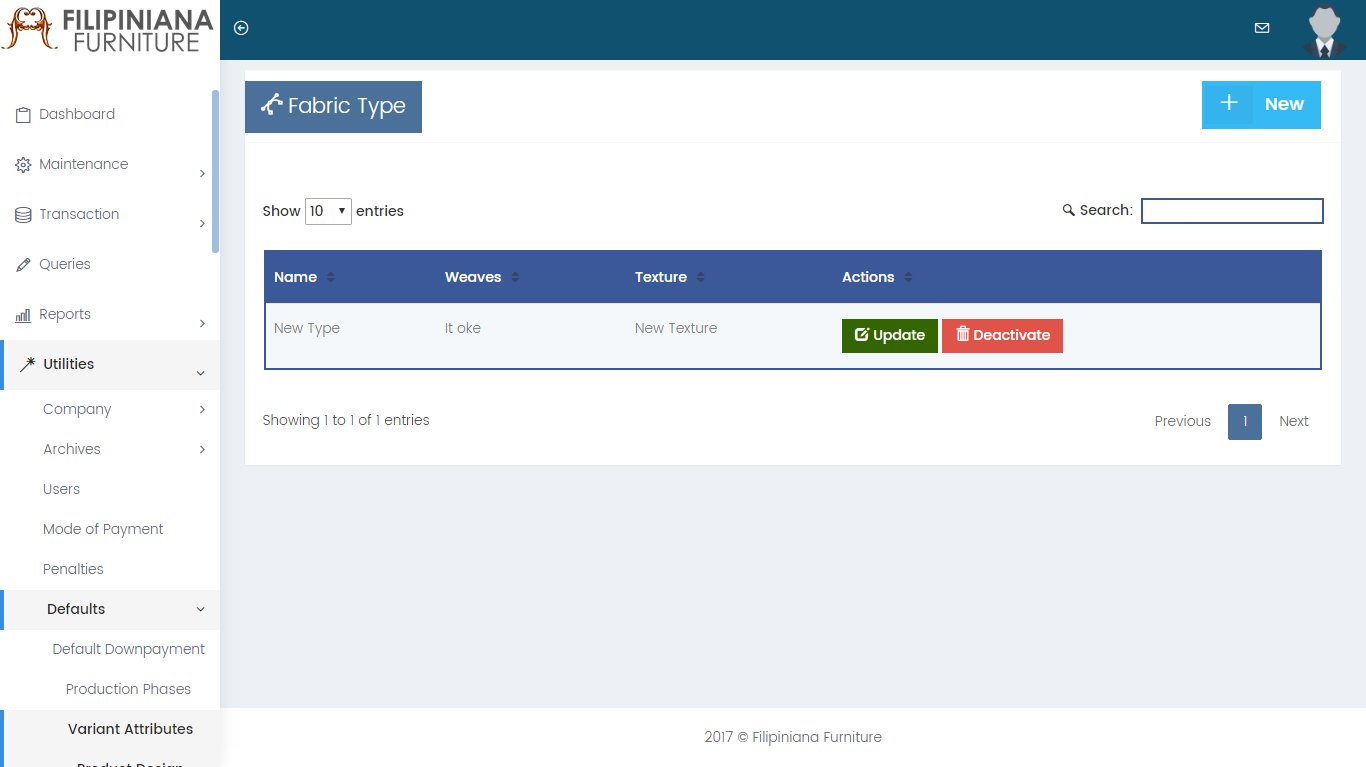 FILIPINIANA
FURNITURE
Dashboard
Maintenance
Transaction
Queries
Reports
Utilities
Company
Archives
Users
Mode of Payment
Penalties
Defaults
Default Downpayment
Production Phases
Variant Attributes
Product Design
Fabric Type
New
Show 10 entries
Search:
Name Weaves Texture Actions
New Type It oke New Texture Update Deactivate
Showing 1 to 1 of 1 entries
Previous 1 Next
2017 © Filipiniana Furniture